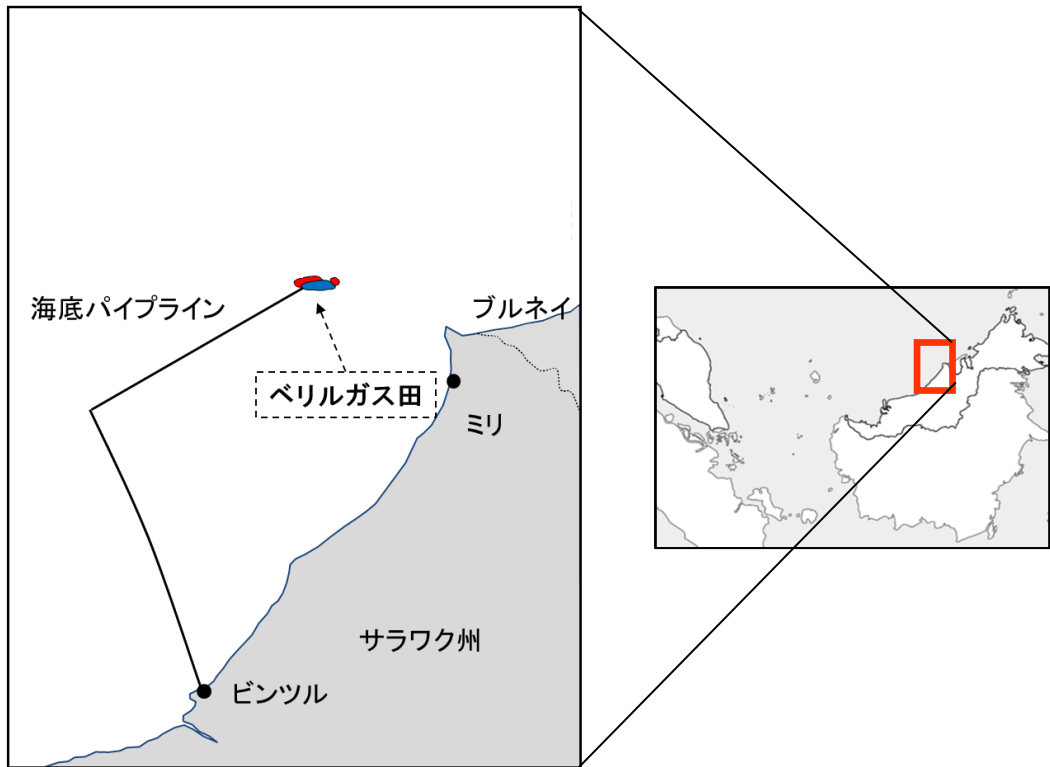 海底パイプライン
ブルネイ
ベリルガス田
ミリ
サラワク州
ビンツル